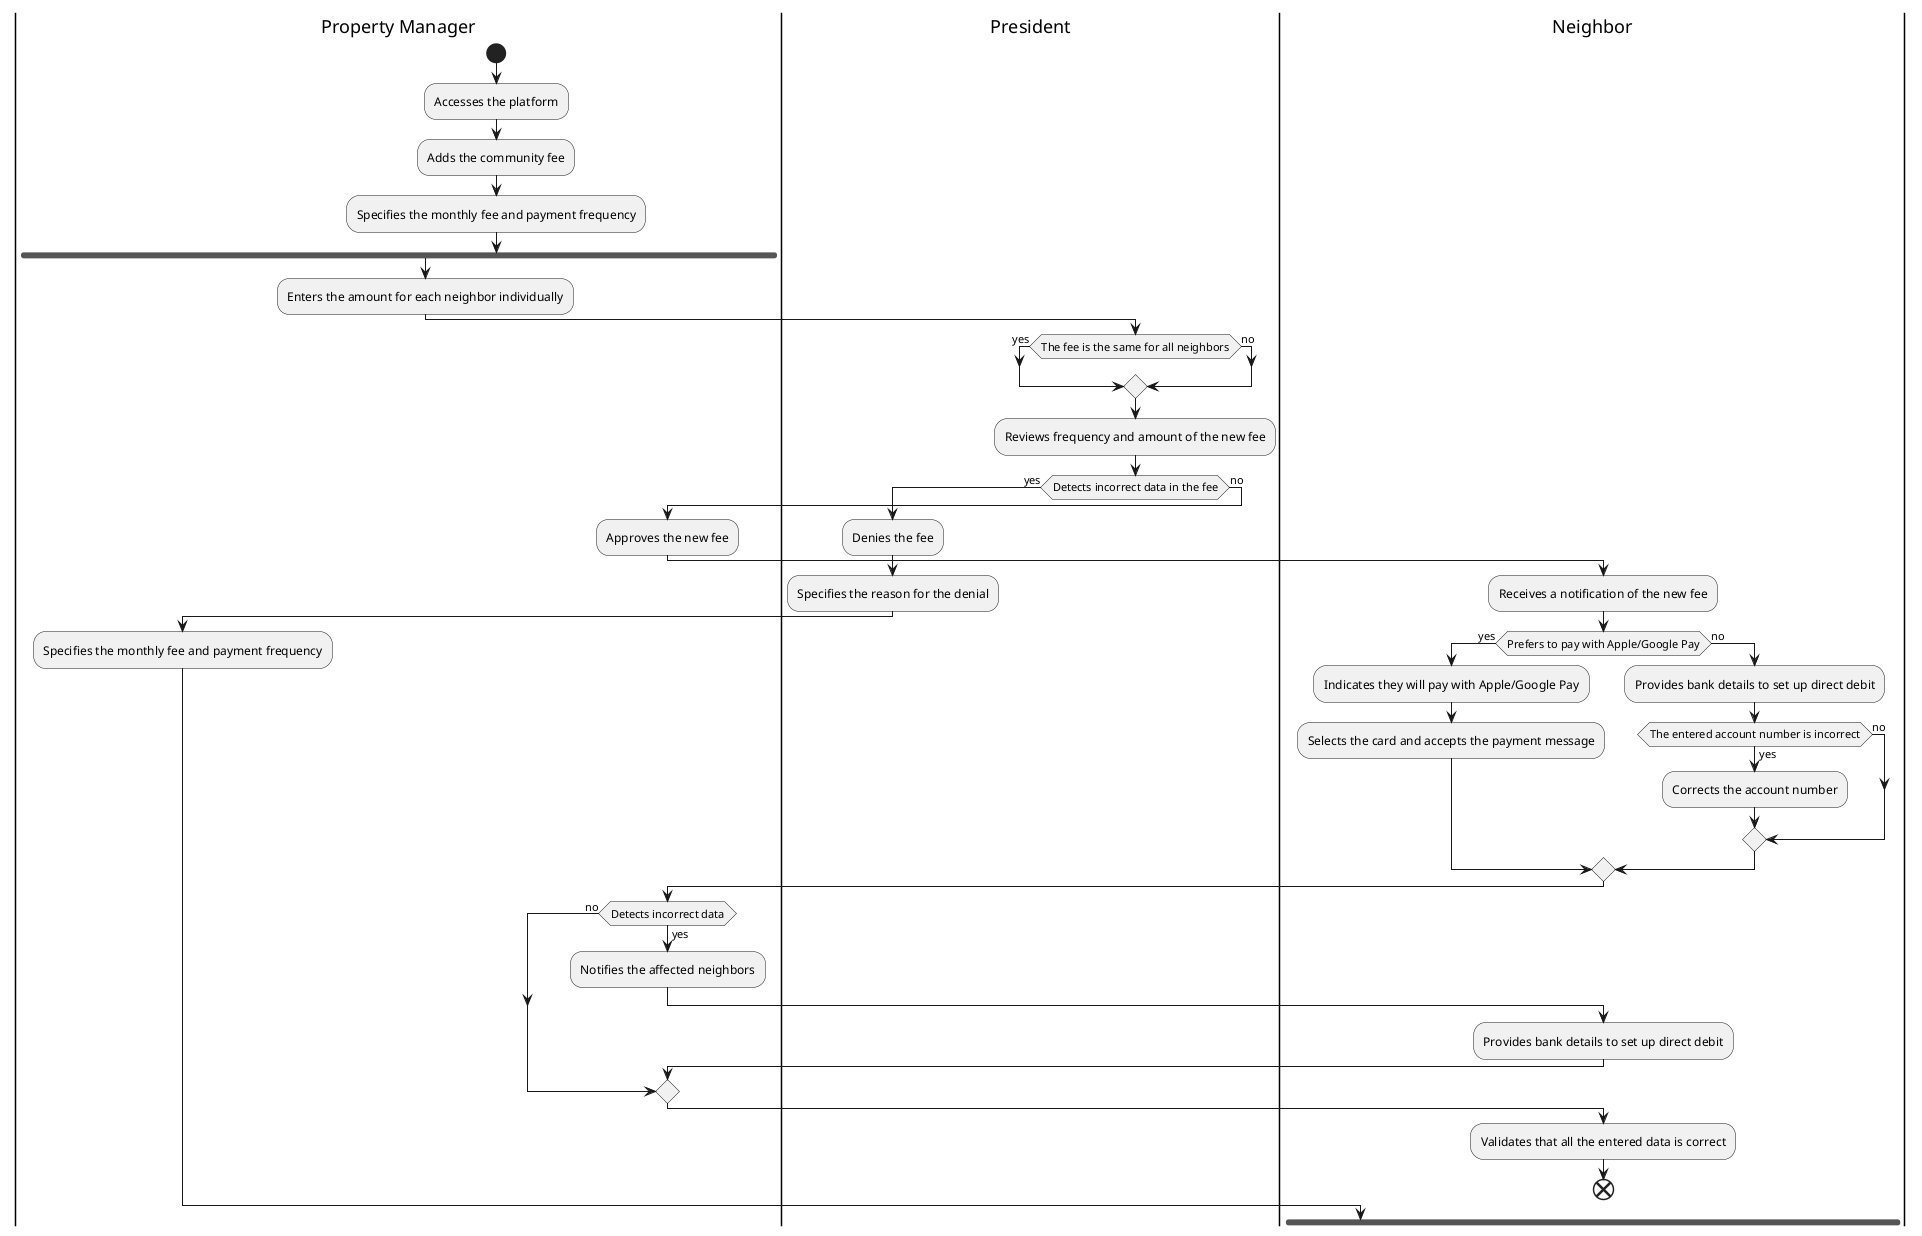 Property Manager
President
Neighbor
Accesses the platform
Adds the community fee
Specifies the monthly fee and payment frequency
Enters the amount for each neighbor individually
yes
The fee is the same for all neighbors
no
Reviews frequency and amount of the new fee
yes
Detects incorrect data in the fee
no
Approves the new fee
Denies the fee
Specifies the reason for the denial
Receives a notification of the new fee
Specifies the monthly fee and payment frequency
yes
Prefers to pay with Apple/Google Pay
no
Indicates they will pay with Apple/Google Pay
Provides bank details to set up direct debit
Selects the card and accepts the payment message
The entered account number is incorrect
no
yes
Corrects the account number
no
Detects incorrect data
yes
Notifies the affected neighbors
Provides bank details to set up direct debit
Validates that all the entered data is correct